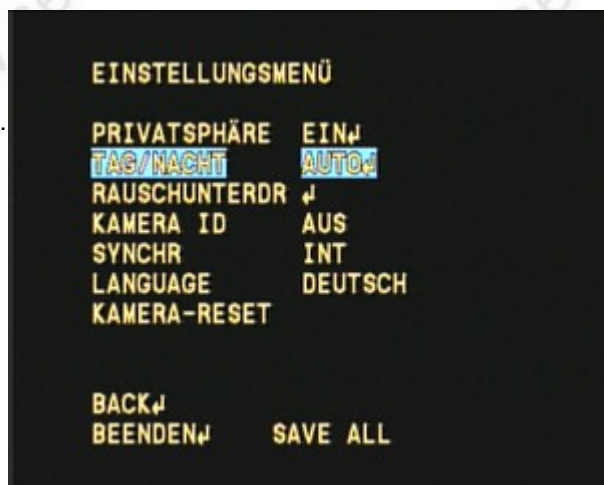 EINSTELLUNGSMENÜ
PRIVATSPHÄRE EIN↵
TAG/NACHT AUTO↵
RAUSCHUNTERDR ↵
KAMERA ID AUS
SYNCHR INT
LANGUAGE DEUTSCH
KAMERA-RESET
BACK↵
BEENDEN↵ SAVE ALL